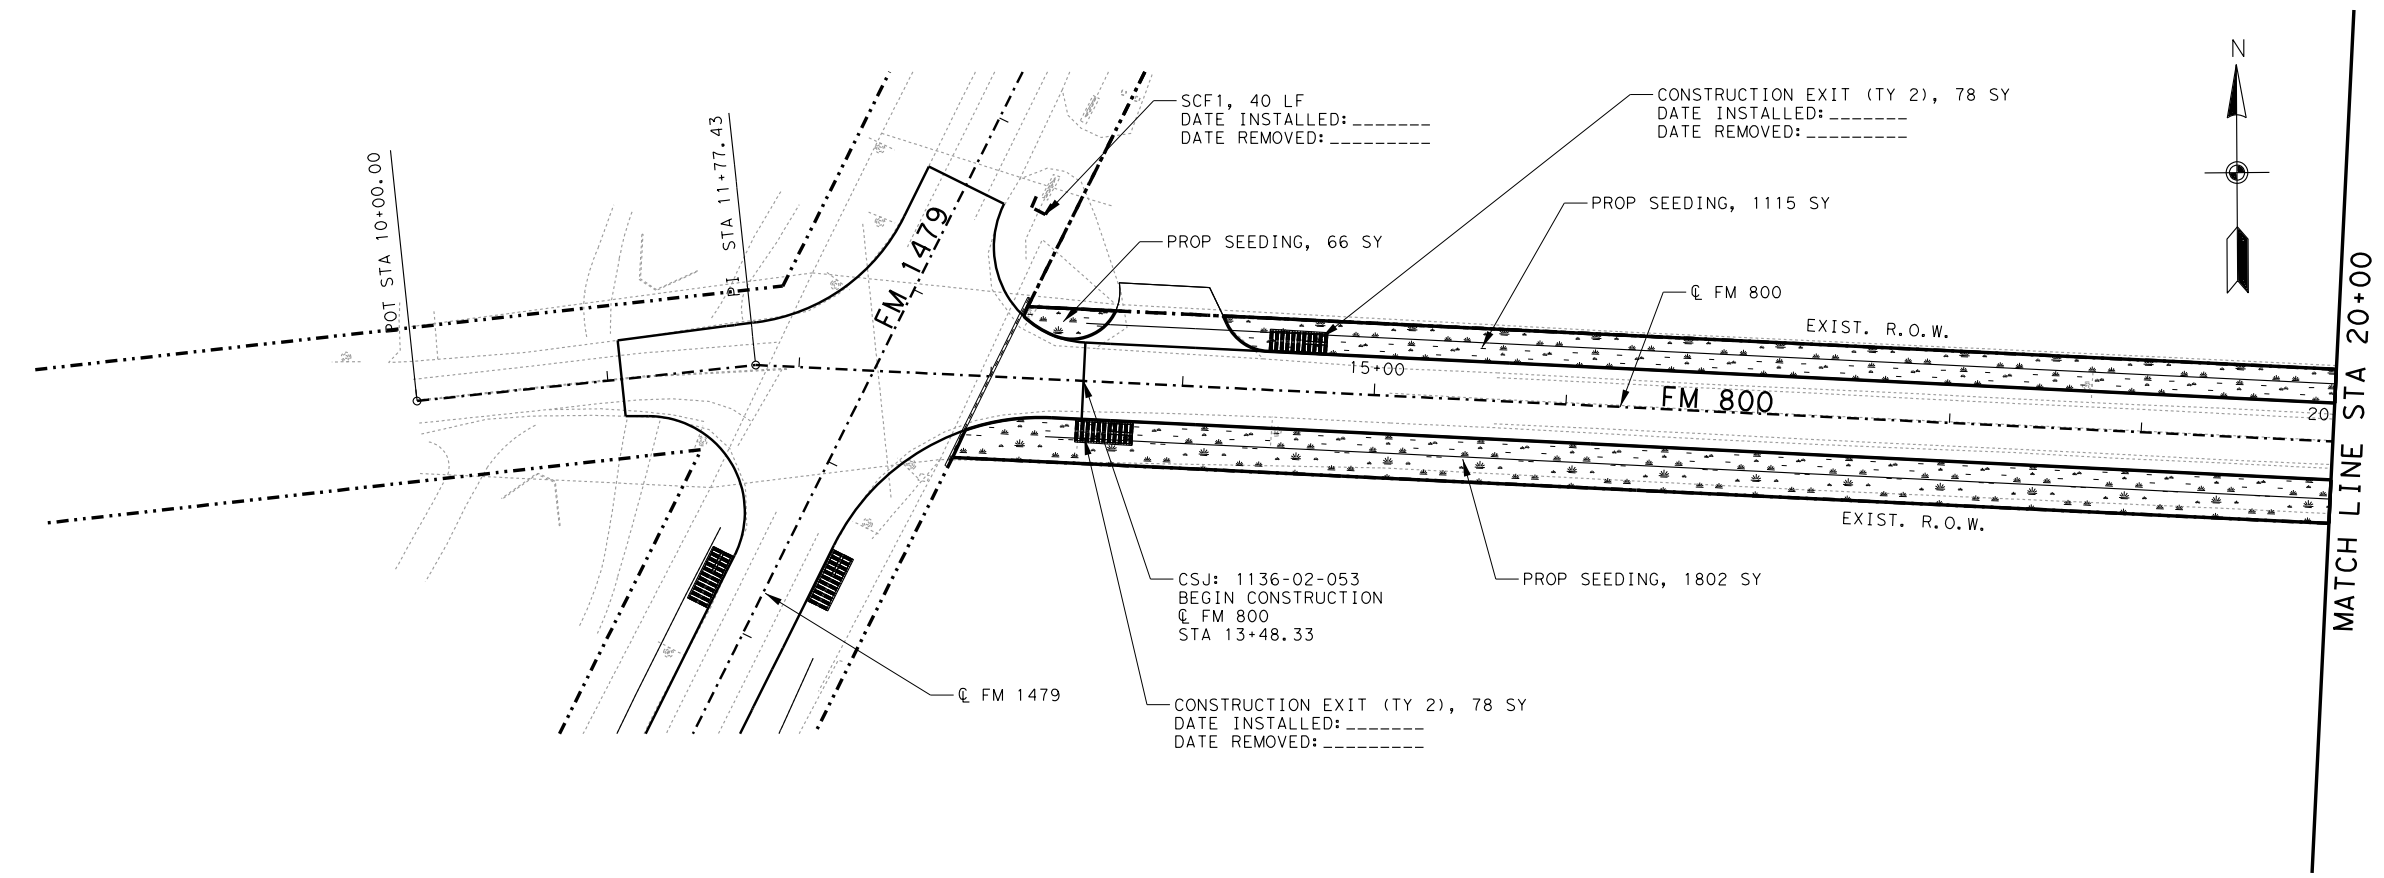 N
SCF1, 40 LF
DATE INSTALLED:_______
DATE REMOVED:_________
CONSTRUCTION EXIT (TY 2), 78 SY
DATE INSTALLED:_______
DATE REMOVED:_________
POT STA 10+00.00
PI STA 11+77.43
PROP SEEDING, 1115 SY
PROP SEEDING, 66 SY
FM 1479
℄ FM 800
EXIST. R.O.W.
15+00
FM 800
20
MATCH LINE STA 20+00
EXIST. R.O.W.
CSJ: 1136-02-053
BEGIN CONSTRUCTION
℄ FM 800
STA 13+48.33
PROP SEEDING, 1802 SY
℄ FM 1479
CONSTRUCTION EXIT (TY 2), 78 SY
DATE INSTALLED:_______
DATE REMOVED:_________